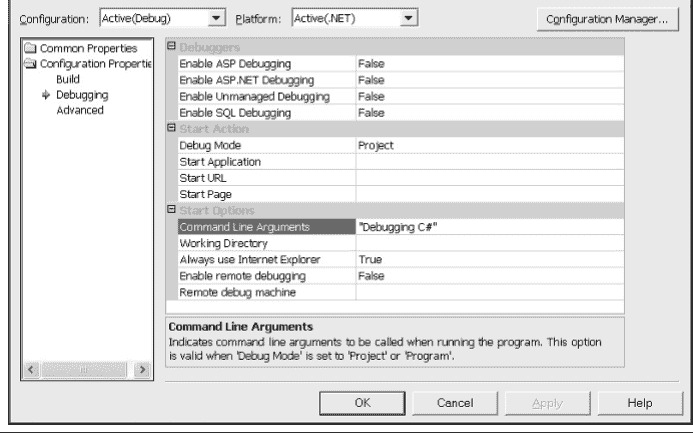 Configuration: Active(Debug) Platform: Active(.NET) Configuration Manager...
Common Properties
Configuration Propertie
Build
Debugging
Advanced
Debuggers
Enable ASP Debugging False
Enable ASP.NET Debugging False
Enable Unmanaged Debugging False
Enable SQL Debugging False
Start Action
Debug Mode Project
Start Application
Start URL
Start Page
Start Options
Command Line Arguments "Debugging C#"
Working Directory
Always use Internet Explorer True
Enable remote debugging False
Remote debug machine
Command Line Arguments
Indicates command line arguments to be called when running the program. This option
is valid when 'Debug Mode' is set to 'Project' or 'Program'.
OK Cancel Apply Help